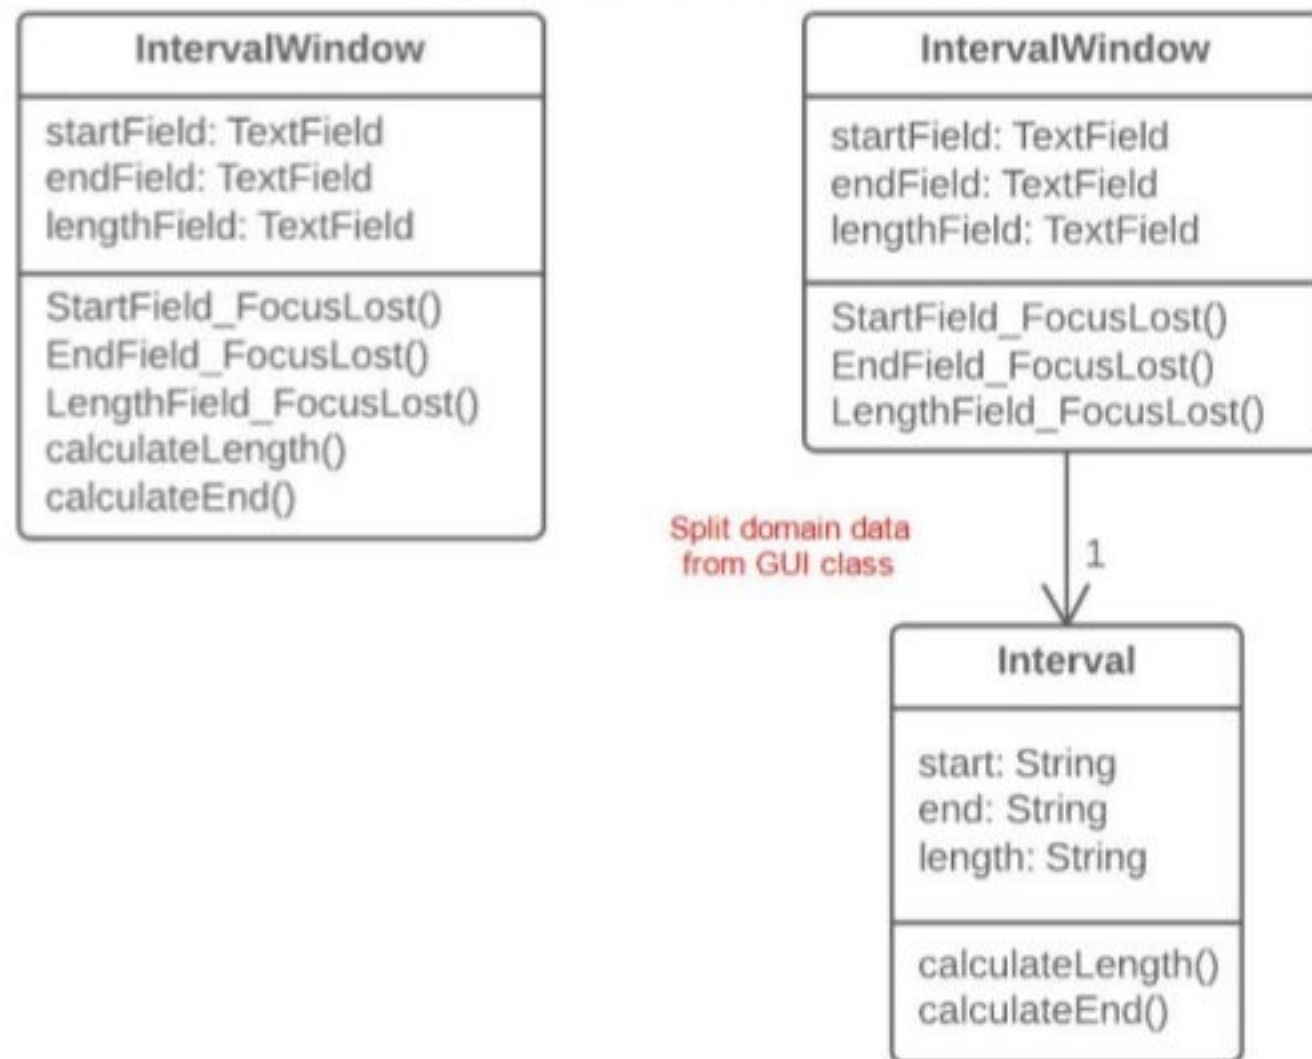 IntervalWindow
startField: TextField
endField: TextField
lengthField: TextField
StartField_FocusLost()
EndField_FocusLost()
LengthField_FocusLost()
calculateLength()
calculateEnd()
IntervalWindow
startField: TextField
endField: TextField
lengthField: TextField
StartField_FocusLost()
EndField_FocusLost()
LengthField_FocusLost()
Split domain data
from GUI class
1
Interval
start: String
end: String
length: String
calculateLength()
calculateEnd()